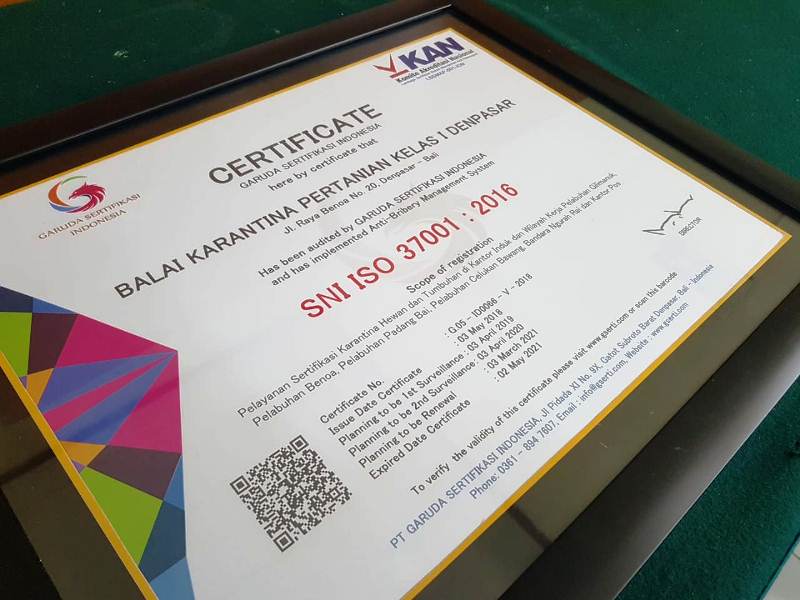 KAN
Komite Akreditasi Nasional
GARUDA SERTIFIKASI
INDONESIA
CERTIFICATE
GARUDA SERTIFIKASI INDONESIA
here by certificate that
BALAI KARANTINA PERTANIAN KELAS I DENPASAR
Jl. Raya Benoa No. 20, Denpasar - Bali
Has been audited by GARUDA SERTIFIKASI INDONESIA
and has implemented Anti-Bribery Management System
SNI ISO 37001 : 2016
Scope of registration
Pelayanan Sertifikasi Karantina Hewan dan Tumbuhan di Kantor Induk dan Wilayah Kerja Pelabuhan Gilimanuk,
Pelabuhan Benoa, Pelabuhan Padang Bai, Pelabuhan Celukan Bawang, Bandara Ngurah Rai dan Kantor Pos
DIRECTOR
Certificate No. : G.05 - ID0066 - V - 2018
Issue Date Certificate : 03 May 2018
Planning to be 1st Surveillance : 03 April 2019
Planning to be 2nd Surveillance : 03 April 2020
Planning to be Renewal : 03 March 2021
Expired Date Certificate : 02 May 2021
To verify the validity of this certificate please visit www.gserti.com or scan this barcode
PT GARUDA SERTIFIKASI INDONESIA, Jl Pidada XI No. 9X, Gatot Subroto Barat Denpasar, Bali - Indonesia
Phone: 0361 - 894 7607, Email : info@gserti.com, Website : www.gserti.com